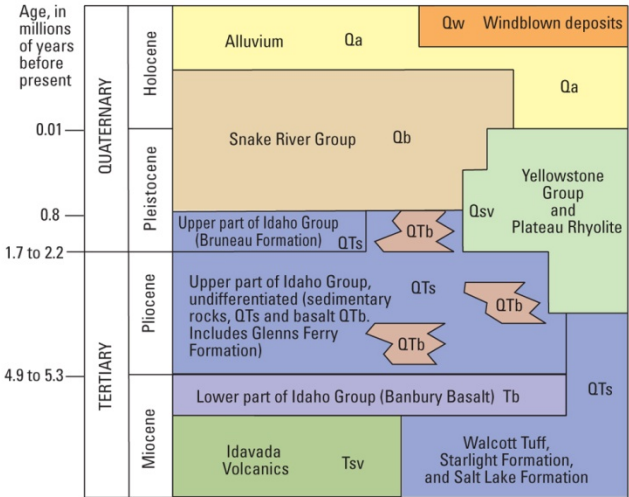 Age, in
millions
of years
before
present
QUATERNARY
TERTIARY
Holocene
Pleistocene
Pliocene
Miocene
0.01
0.8
1.7 to 2.2
4.9 to 5.3
Alluvium Qa
Qw Windblown deposits
Qa
Snake River Group Qb
Yellowstone
Group
and
Plateau Rhyolite
Qsv
Upper part of Idaho Group
(Bruneau Formation) QTs
QTb
Upper part of Idaho Group, QTs
undifferentiated (sedimentary
rocks, QTs and basalt QTb.
Includes Glenns Ferry
Formation)
QTb
QTb
QTs
Lower part of Idaho Group (Banbury Basalt) Tb
Idavada
Volcanics Tsv
Walcott Tuff,
Starlight Formation,
and Salt Lake Formation